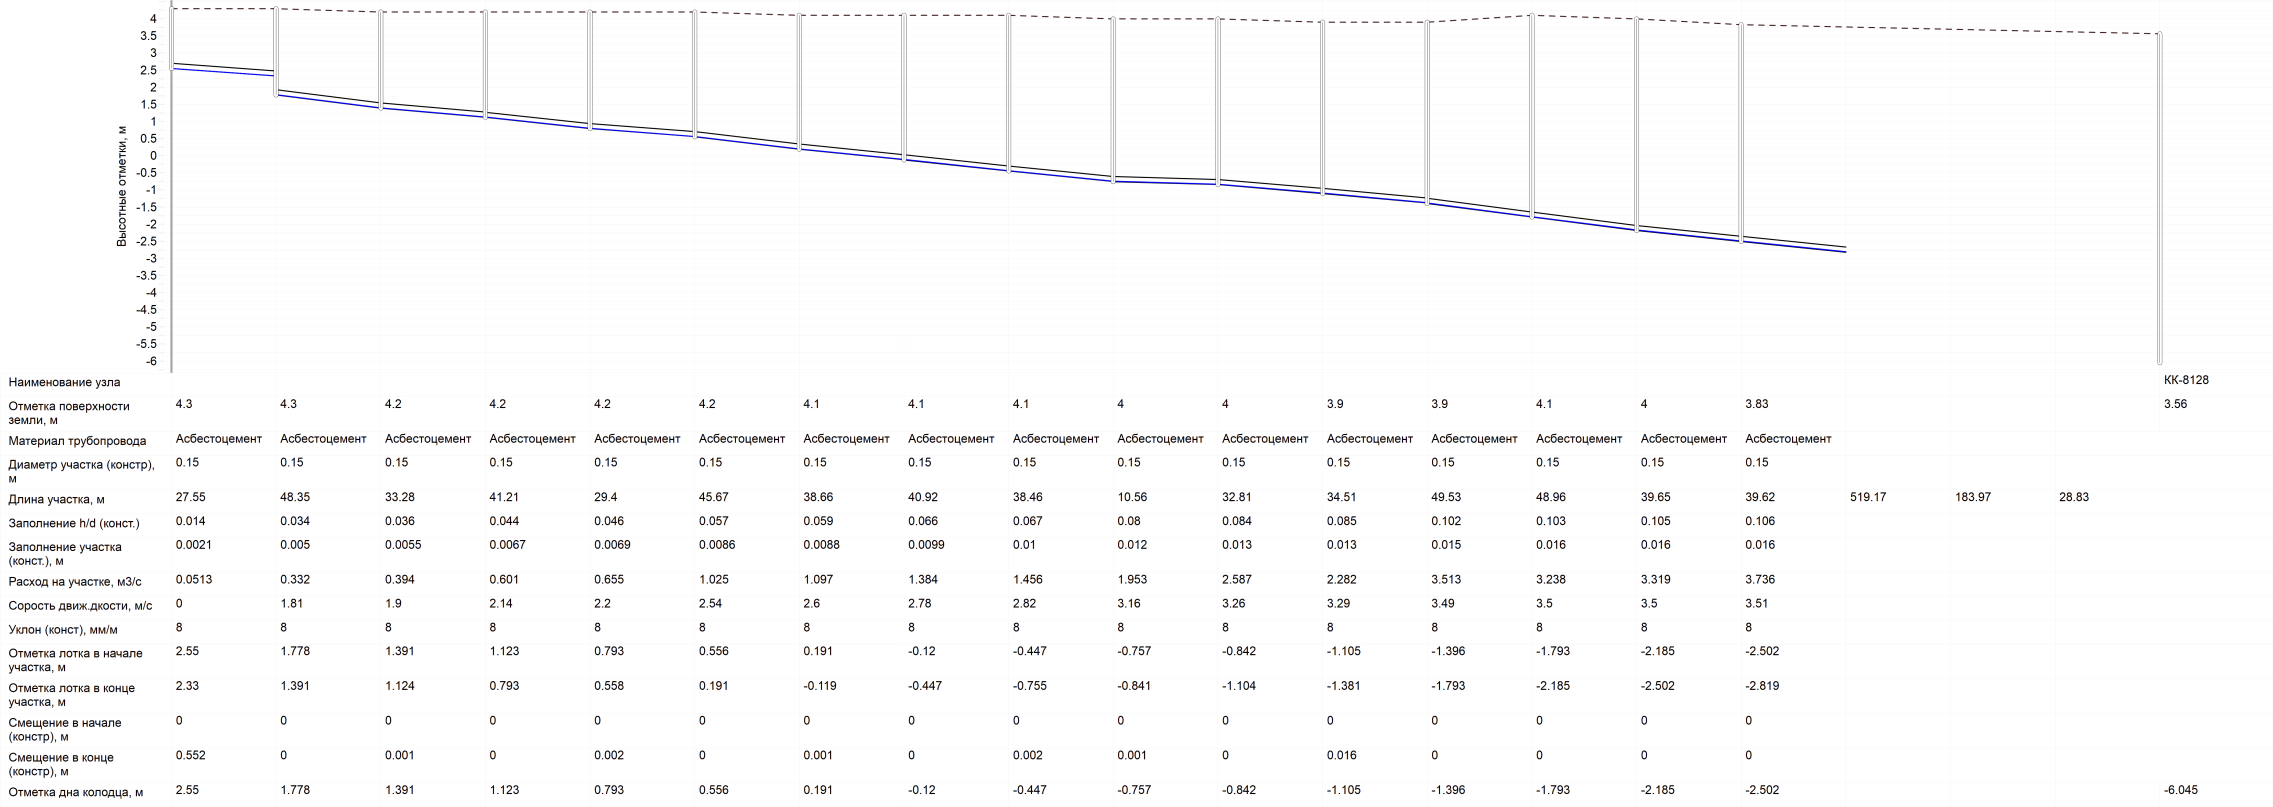 4
3.5
3
2.5
2
1.5
1
0.5
0
-0.5
-1
-1.5
-2
-2.5
-3
-3.5
-4
-4.5
-5
-5.5
-6
Высотные отметки, м
Наименование узла KK-8128
Отметка поверхности 4.3 4.3 4.2 4.2 4.2 4.2 4.1 4.1 4.1 4 4 3.9 3.9 4.1 4 3.83 3.56
земли, м
Материал трубопровода Асбестоцемент Асбестоцемент Асбестоцемент Асбестоцемент Асбестоцемент Асбестоцемент Асбестоцемент Асбестоцемент Асбестоцемент Асбестоцемент Асбестоцемент Асбестоцемент Асбестоцемент Асбестоцемент Асбестоцемент Асбестоцемент
Диаметр участка (констр), 0.15 0.15 0.15 0.15 0.15 0.15 0.15 0.15 0.15 0.15 0.15 0.15 0.15 0.15 0.15 0.15
м
Длина участка, м 27.55 48.35 33.28 41.21 29.4 45.67 38.66 40.92 38.46 10.56 32.81 34.51 49.53 48.96 39.65 39.62 519.17 183.97 28.83
Заполнение h/d (конст.) 0.014 0.034 0.036 0.044 0.046 0.057 0.059 0.066 0.067 0.08 0.084 0.085 0.102 0.103 0.105 0.106
Заполнение участка 0.0021 0.005 0.0055 0.0067 0.0069 0.0086 0.0088 0.0099 0.01 0.012 0.013 0.013 0.015 0.016 0.016 0.016
(конст.), м
Расход на участке, м3/с 0.0513 0.332 0.394 0.601 0.655 1.025 1.097 1.384 1.456 1.953 2.587 2.282 3.513 3.238 3.319 3.736
Сорость движ.дкости, м/с 0 1.81 1.9 2.14 2.2 2.54 2.6 2.78 2.82 3.16 3.26 3.29 3.49 3.5 3.5 3.51
Уклон (конст), мм/м 8 8 8 8 8 8 8 8 8 8 8 8 8 8 8 8
Отметка лотка в начале 2.55 1.778 1.391 1.123 0.793 0.556 0.191 -0.12 -0.447 -0.757 -0.842 -1.105 -1.396 -1.793 -2.185 -2.502
участка, м
Отметка лотка в конце 2.33 1.391 1.124 0.793 0.558 0.191 -0.119 -0.447 -0.755 -0.841 -1.104 -1.381 -1.793 -2.185 -2.502 -2.819
участка, м
Смещение в начале 0 0 0 0 0 0 0 0 0 0 0 0 0 0 0 0
(констр), м
Смещение в конце 0.552 0 0.001 0 0.002 0 0.001 0 0.002 0.001 0 0.016 0 0 0 0
(констр), м
Отметка дна колодца, м 2.55 1.778 1.391 1.123 0.793 0.556 0.191 -0.12 -0.447 -0.757 -0.842 -1.105 -1.396 -1.793 -2.185 -2.502 -6.045